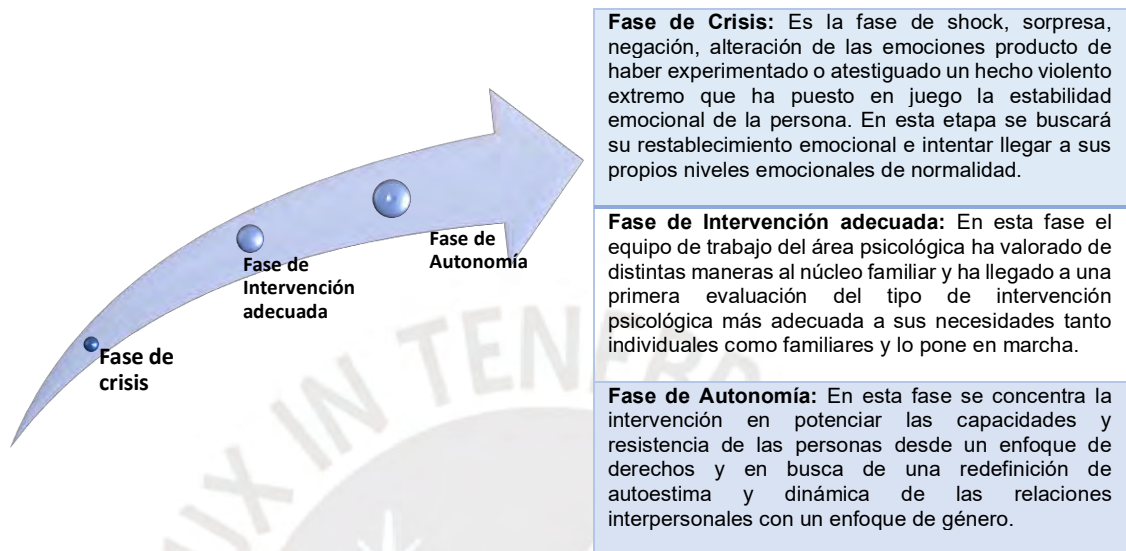 Fase de
crisis
Fase de
Intervención
adecuada
Fase de
Autonomía
Fase de Crisis: Es la fase de shock, sorpresa,
negación, alteración de las emociones producto de
haber experimentado o atestiguado un hecho violento
extremo que ha puesto en juego la estabilidad
emocional de la persona. En esta etapa se buscará
su restablecimiento emocional e intentar llegar a sus
propios niveles emocionales de normalidad.
Fase de Intervención adecuada: En esta fase el
equipo de trabajo del área psicológica ha valorado de
distintas maneras al núcleo familiar y ha llegado a una
primera evaluación del tipo de intervención
psicológica más adecuada a sus necesidades tanto
individuales como familiares y lo pone en marcha.
Fase de Autonomía: En esta fase se concentra la
intervención en potenciar las capacidades y
resistencia de las personas desde un enfoque de
derechos y en busca de una redefinición de
autoestima y dinámica de las relaciones
interpersonales con un enfoque de género.
IN